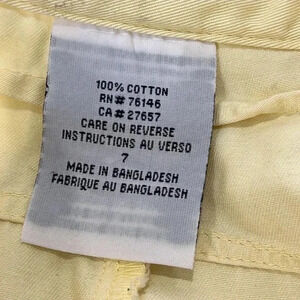 100% COTTON
RN# 76146
CA# 27657
CARE ON REVERSE
INSTRUCTIONS AU VERSO
7
MADE IN BANGLADESH
FABRIQUE AU BANGLADESH